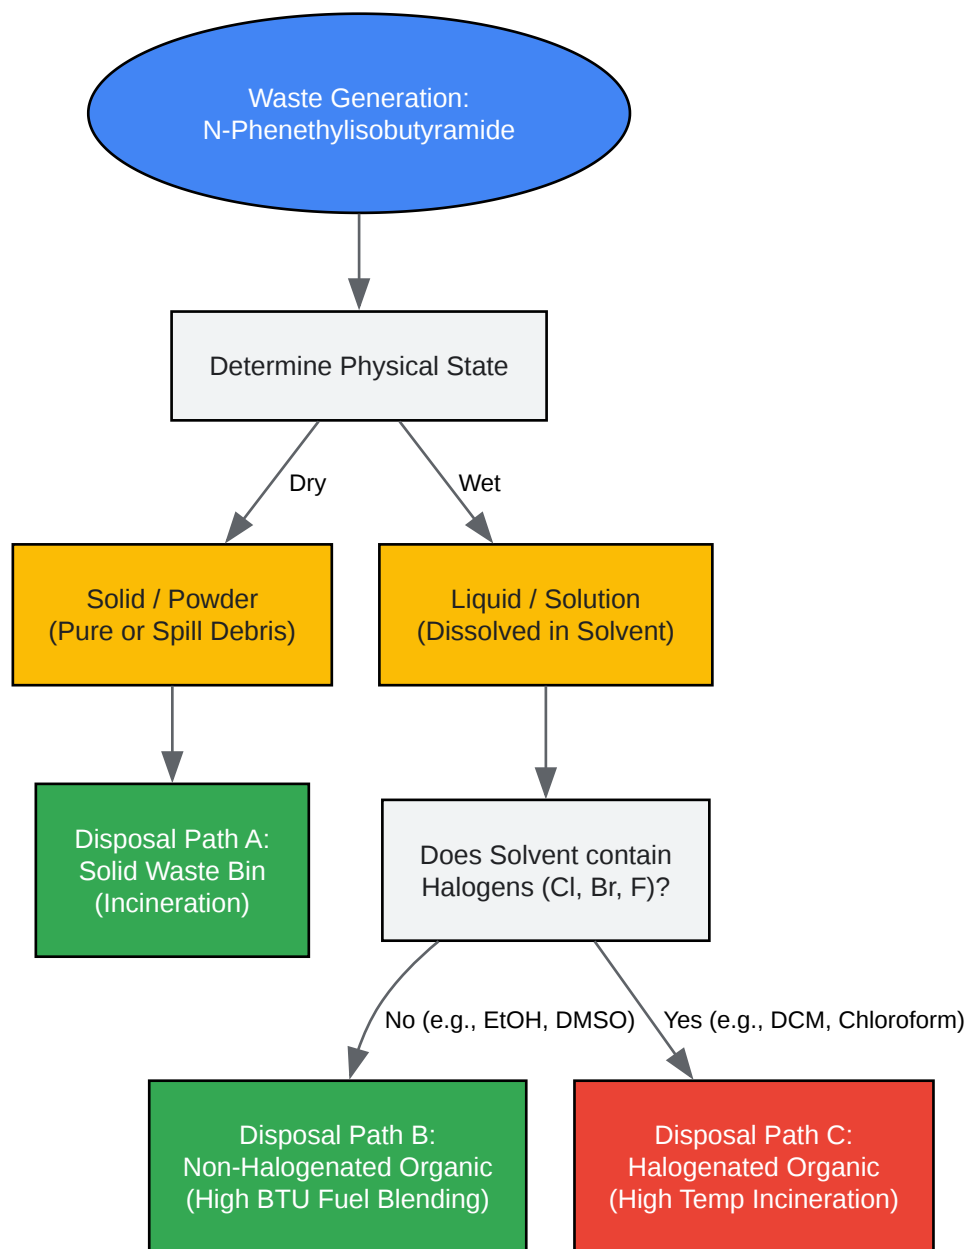 Waste Generation:
N-Phenethylisobutyramide
Determine Physical State
Dry
Wet
Solid / Powder
(Pure or Spill Debris)
Liquid / Solution
(Dissolved in Solvent)
Disposal Path A:
Solid Waste Bin
(Incineration)
Does Solvent contain
Halogens (Cl, Br, F)?
No (e.g., EtOH, DMSO)
Yes (e.g., DCM, Chloroform)
Disposal Path B:
Non-Halogenated Organic
(High BTU Fuel Blending)
Disposal Path C:
Halogenated Organic
(High Temp Incineration)